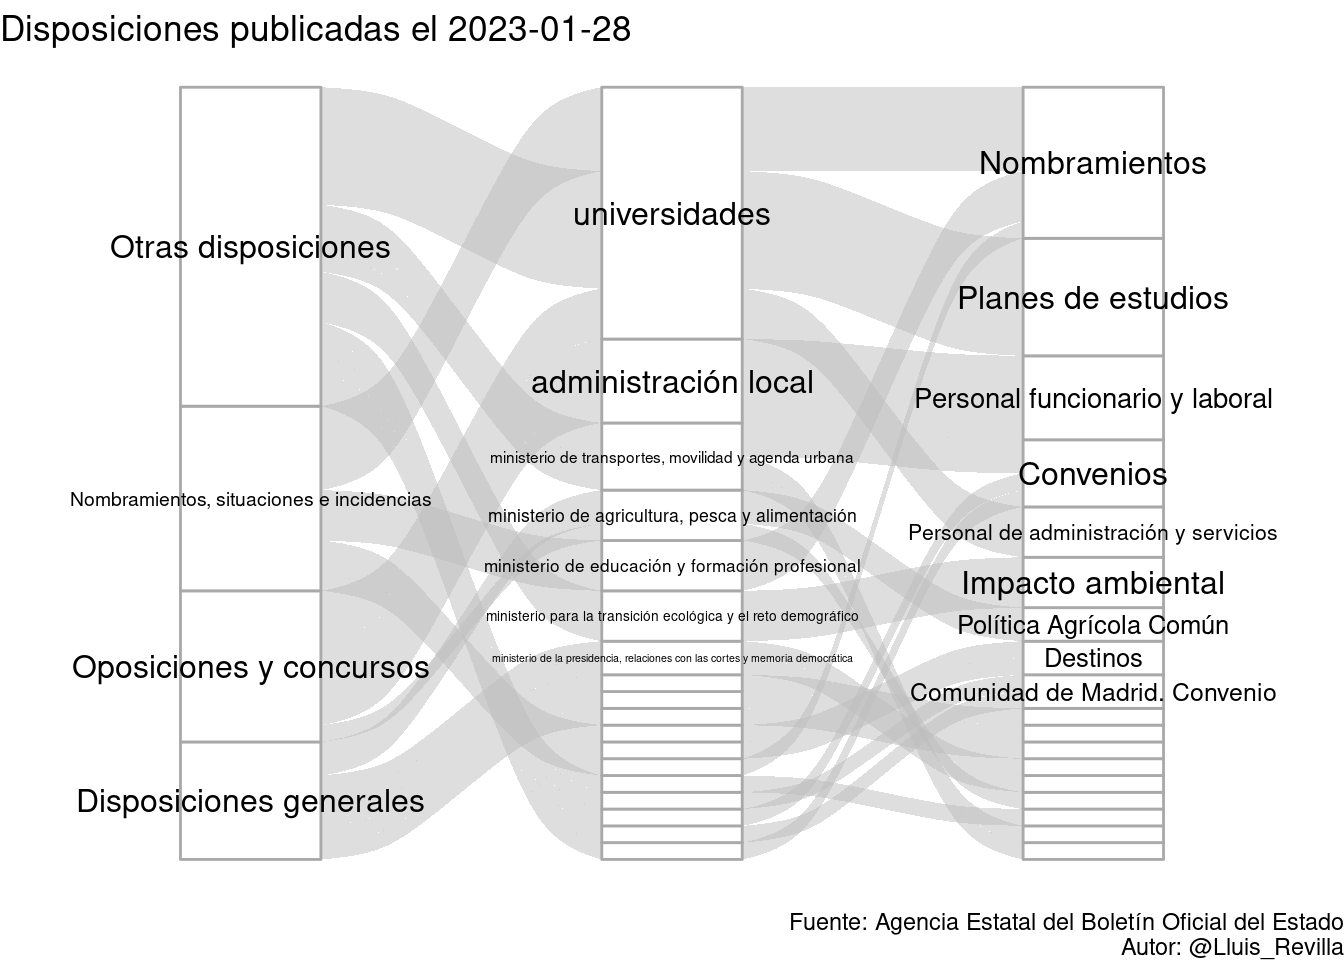 Disposiciones publicadas el 2023-01-28
Otras disposiciones
Nombramientos, situaciones e incidencias
Oposiciones y concursos
Disposiciones generales
universidades
administración local
ministerio de transportes, movilidad y agenda urbana
ministerio de agricultura, pesca y alimentación
ministerio de educación y formación profesional
ministerio para la transición ecológica y el reto demográfico
ministerio de la presidencia, relaciones con las cortes y memoria democrática
Nombramientos
Planes de estudios
Personal funcionario y laboral
Convenios
Personal de administración y servicios
Impacto ambiental
Política Agrícola Común
Destinos
Comunidad de Madrid. Convenio
Fuente: Agencia Estatal del Boletín Oficial del Estado
Autor: @Lluis_Revilla